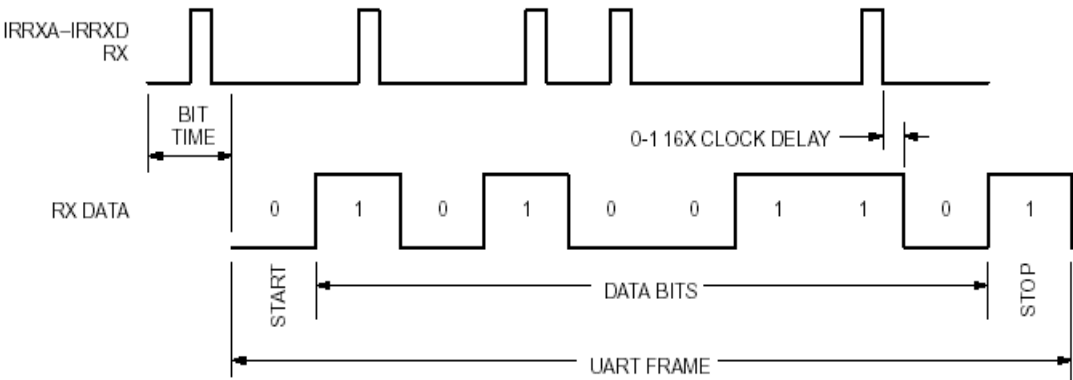 IRRXA–IRRXD
RX
BIT
TIME
0-1 16X CLOCK DELAY
RX DATA
0 1 0 1 0 0 1 1 0 1
START
DATA BITS
STOP
UART FRAME